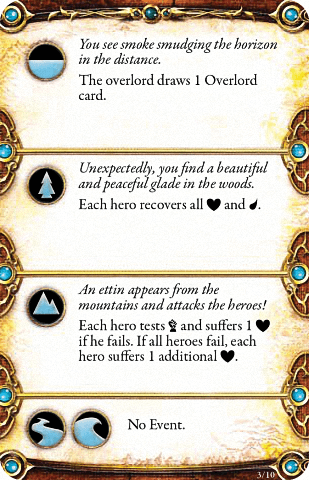 You see smoke smudging the horizon
in the distance.
The overlord draws 1 Overlord
card.
Unexpectedly, you find a beautiful
and peaceful glade in the woods.
Each hero recovers all and .
An ettin appears from the
mountains and attacks the heroes!
Each hero tests and suffers 1
if he fails. If all heroes fail, each
hero suffers 1 additional .
No Event.
3/10